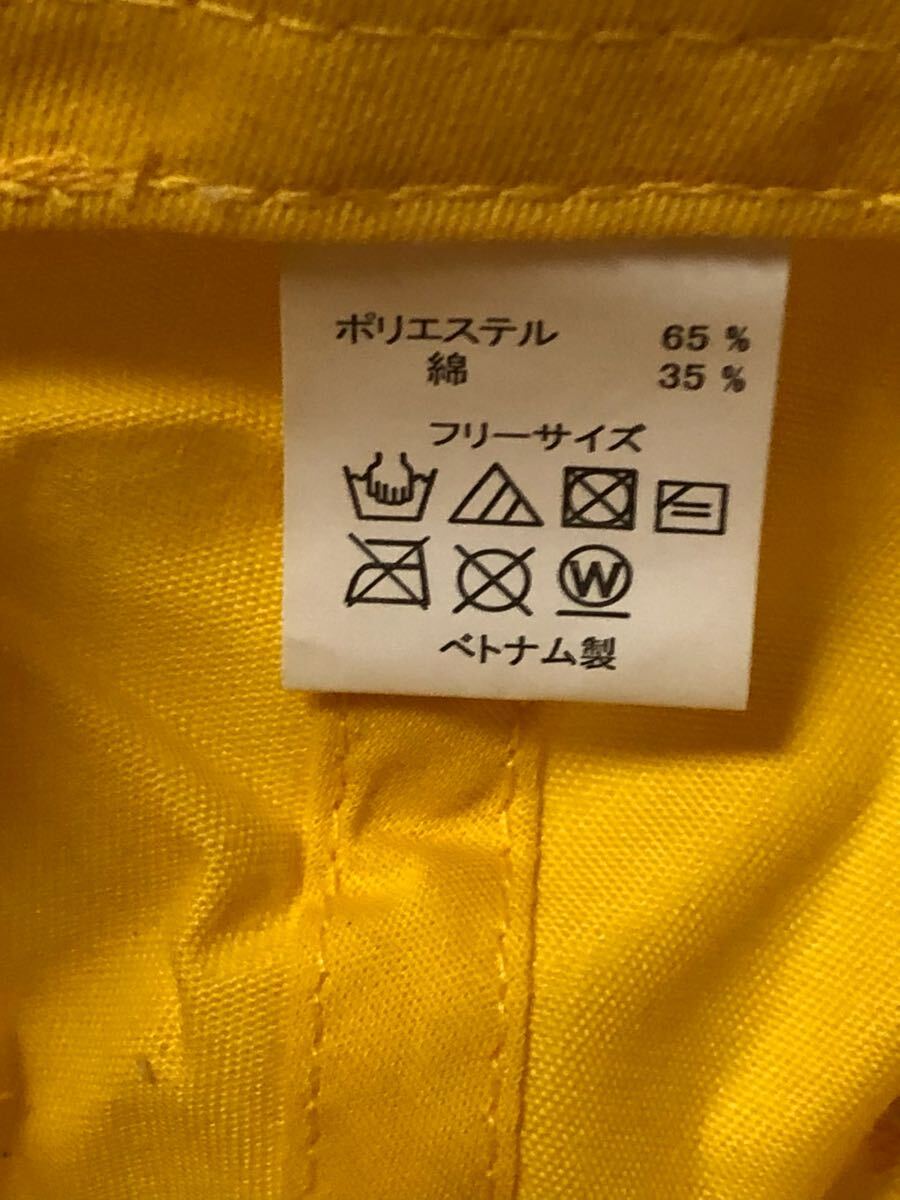 ポリエステル 65 %
綿 35 %
フリーサイズ
W
ベトナム製